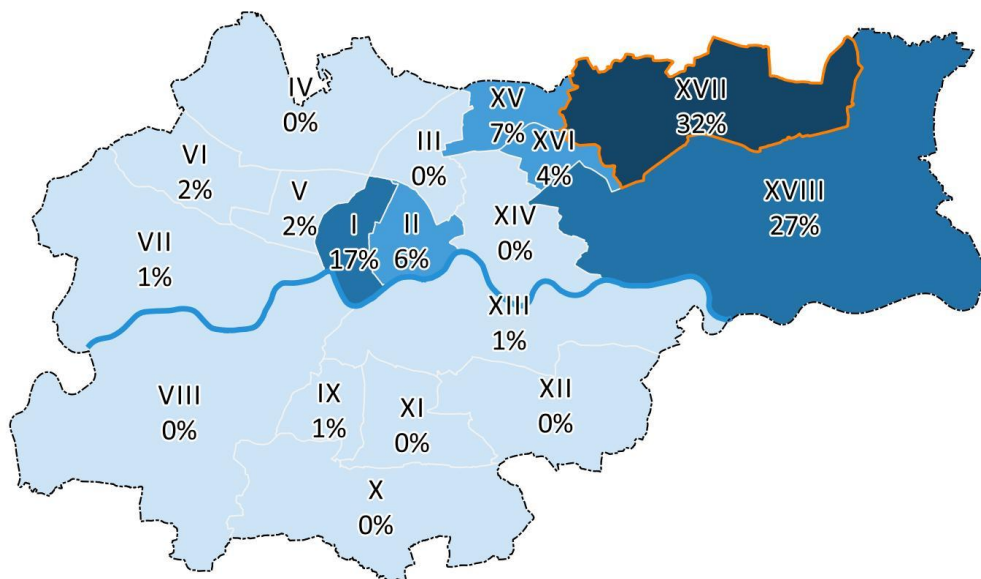 IV
0%
XV
7%
XVII
32%
III
0%
XVI
4%
VI
2%
V
2%
I
17%
II
6%
XIV
0%
XVIII
27%
VII
1%
XIII
1%
VIII
0%
IX
1%
XI
0%
XII
0%
X
0%